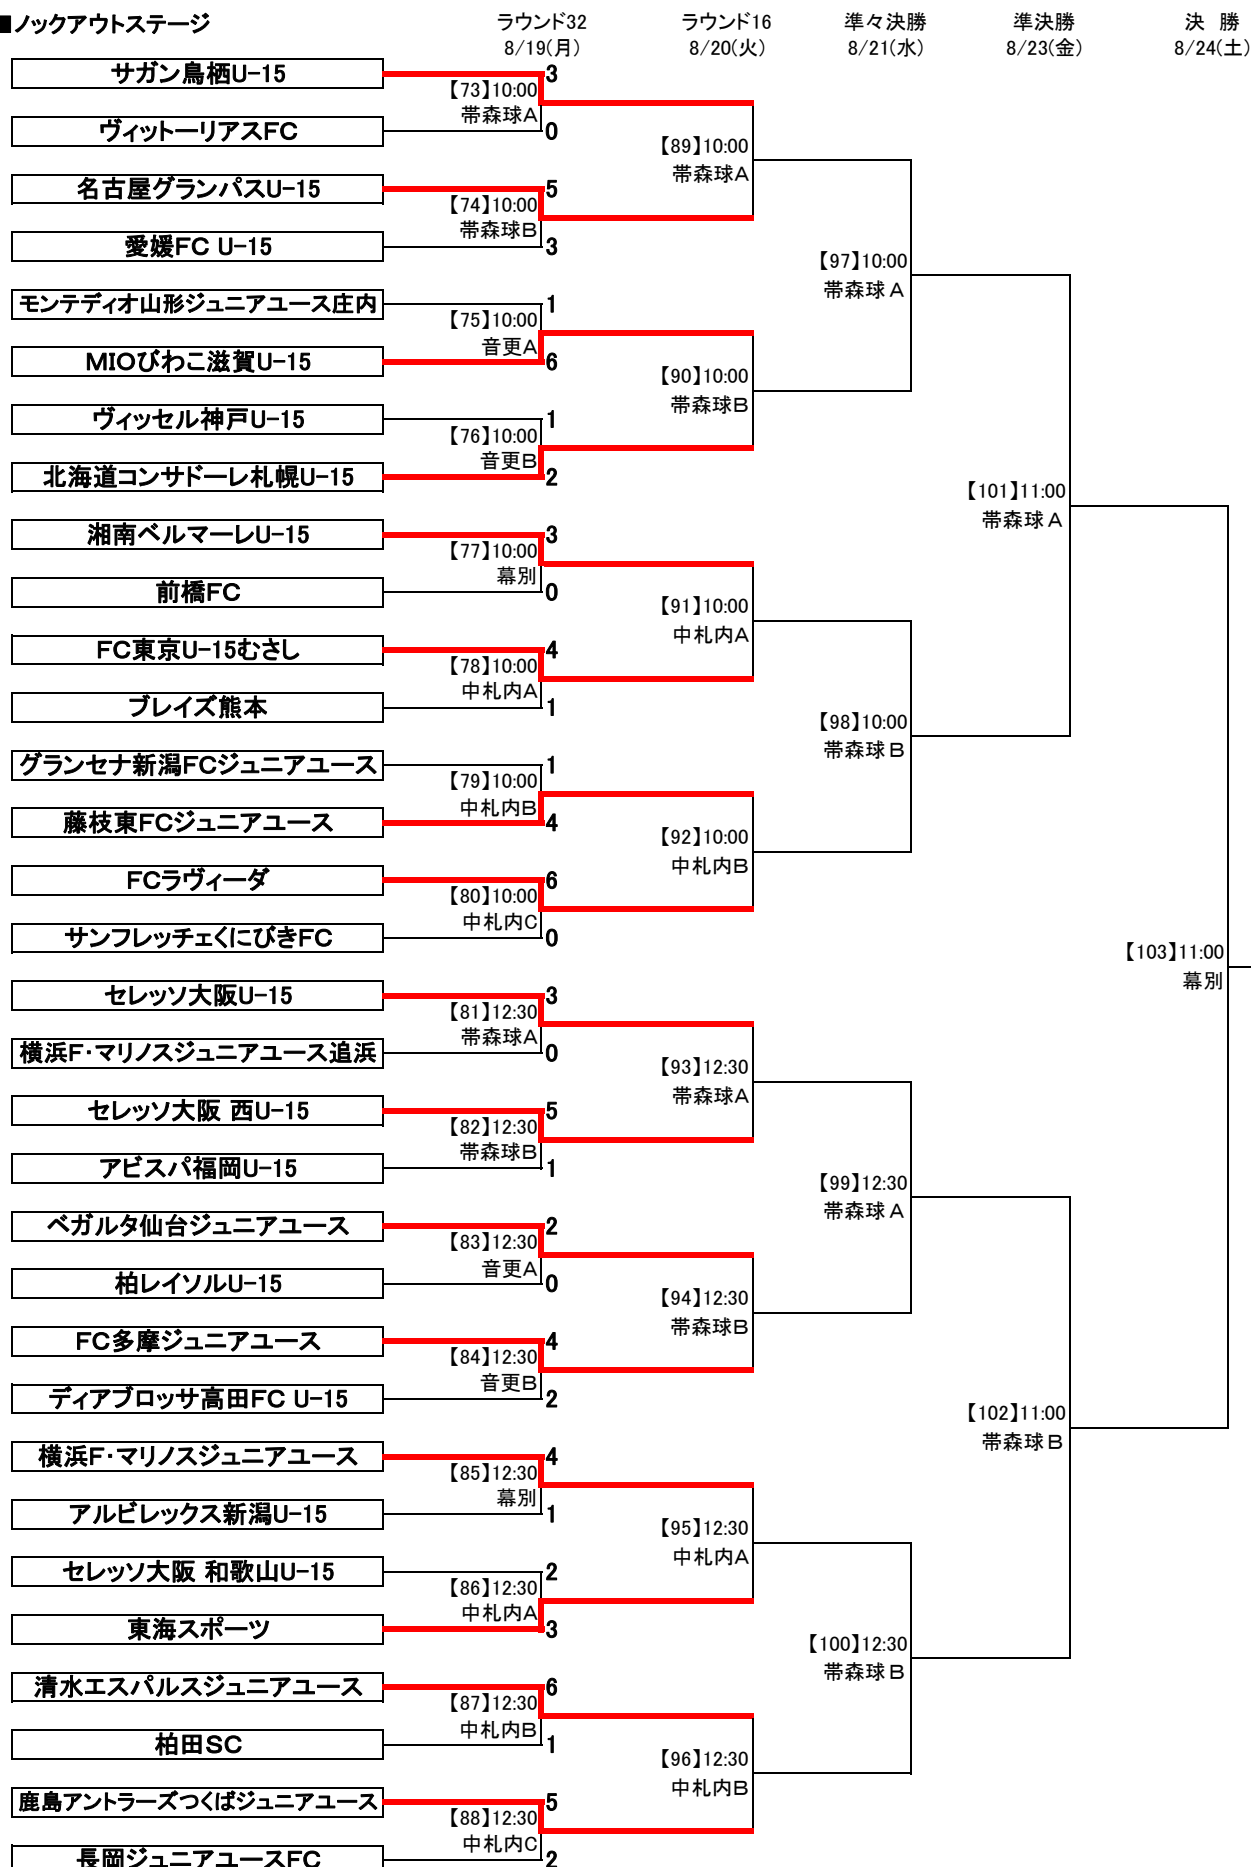 ■ノックアウトステージ
ラウンド32 ラウンド16 準々決勝 準決勝 決 勝
8/19(月) 8/20(火) 8/21(水) 8/23(金) 8/24(土)
サガン鳥栖U-15 3
【73】10:00
帯森球A
ヴィットーリアスFC 0
【89】10:00
帯森球A
名古屋グランパスU-15 5
【74】10:00
帯森球B
愛媛FC U-15 3
【97】10:00
帯森球A
モンテディオ山形ジュニアユース庄内 1
【75】10:00
音更A
MIOびわこ滋賀U-15 6
【90】10:00
帯森球B
ヴィッセル神戸U-15 1
【76】10:00
音更B
北海道コンサドーレ札幌U-15 2
【101】11:00
帯森球A
湘南ベルマーレU-15 3
【77】10:00
幕別
前橋FC 0
【91】10:00
中札内A
FC東京U-15むさし 4
【78】10:00
中札内A
ブレイズ熊本 1
【98】10:00
帯森球B
グランセナ新潟FCジュニアユース 1
【79】10:00
中札内B
藤枝東FCジュニアユース 4
【92】10:00
中札内B
FCラヴィーダ 6
【80】10:00
中札内C
サンフレッチェくにびきFC 0
【103】11:00
幕別
セレッソ大阪U-15 3
【81】12:30
帯森球A
横浜F・マリノスジュニアユース追浜 0
【93】12:30
帯森球A
セレッソ大阪 西U-15 5
【82】12:30
帯森球B
アビスパ福岡U-15 1
【99】12:30
帯森球A
ベガルタ仙台ジュニアユース 2
【83】12:30
音更A
柏レイソルU-15 0
【94】12:30
帯森球B
FC多摩ジュニアユース 4
【84】12:30
音更B
ディアブロッサ高田FC U-15 2
【102】11:00
帯森球B
横浜F・マリノスジュニアユース 4
【85】12:30
幕別
アルビレックス新潟U-15 1
【95】12:30
中札内A
セレッソ大阪 和歌山U-15 2
【86】12:30
中札内A
東海スポーツ 3
【100】12:30
帯森球B
清水エスパルスジュニアユース 6
【87】12:30
中札内B
柏田SC 1
【96】12:30
中札内B
鹿島アントラーズつくばジュニアユース 5
【88】12:30
中札内C
長岡ジュニアユースFC 2